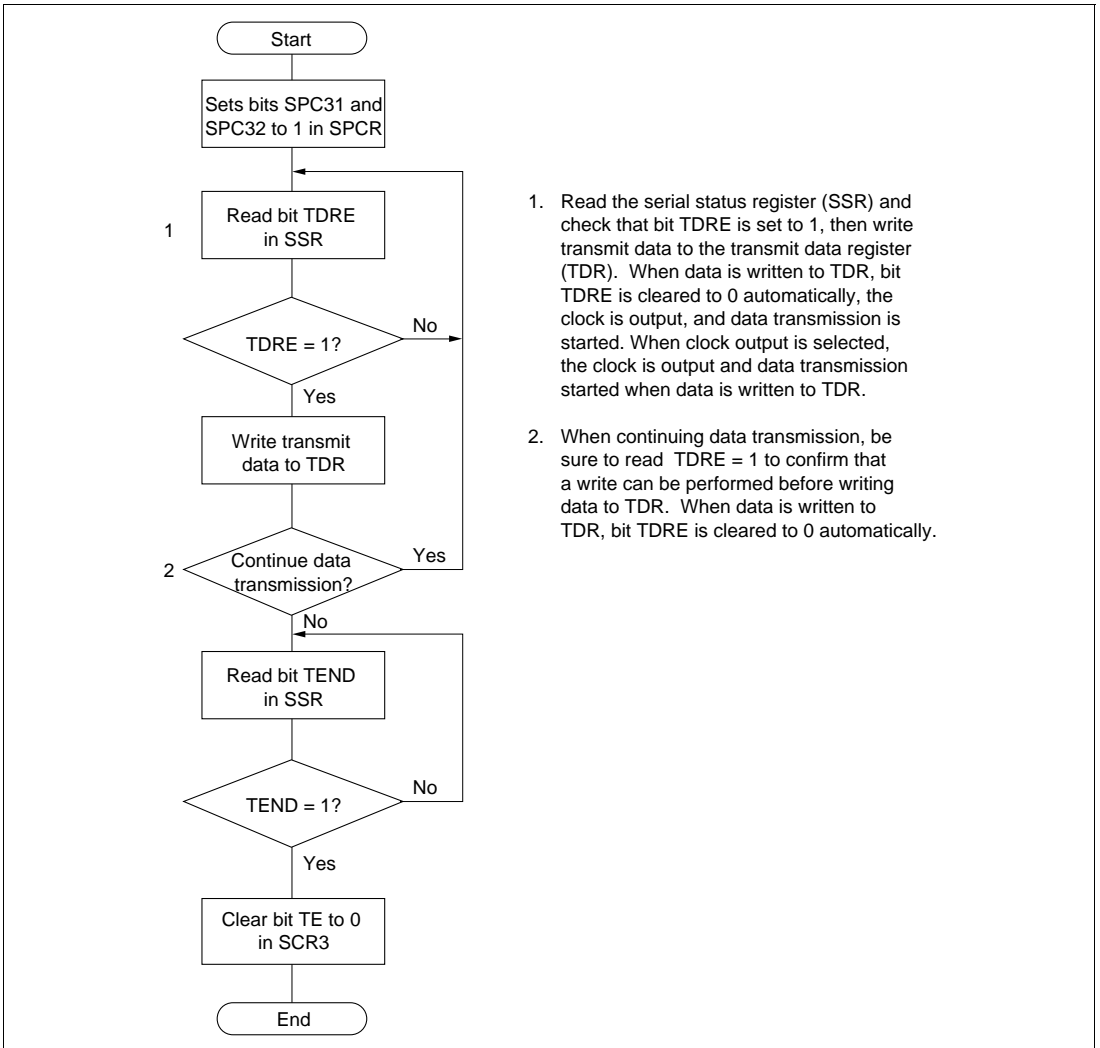 Start
Sets bits SPC31 and
SPC32 to 1 in SPCR
1
Read bit TDRE
in SSR
TDRE = 1?
No
Yes
Write transmit
data to TDR
2
Continue data
transmission?
Yes
No
Read bit TEND
in SSR
TEND = 1?
No
Yes
Clear bit TE to 0
in SCR3
End
1. Read the serial status register (SSR) and
check that bit TDRE is set to 1, then write
transmit data to the transmit data register
(TDR). When data is written to TDR, bit
TDRE is cleared to 0 automatically, the
clock is output, and data transmission is
started. When clock output is selected,
the clock is output and data transmission
started when data is written to TDR.
2. When continuing data transmission, be
sure to read TDRE = 1 to confirm that
a write can be performed before writing
data to TDR. When data is written to
TDR, bit TDRE is cleared to 0 automatically.